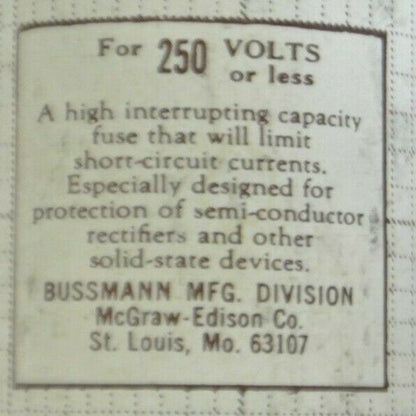 For 250 VOLTS
or less
A high interrupting capacity
fuse that will limit
short-circuit currents.
Especially designed for
protection of semi-conductor
rectifiers and other
solid-state devices.
BUSSMANN MFG. DIVISION
McGraw-Edison Co.
St. Louis, Mo. 63107